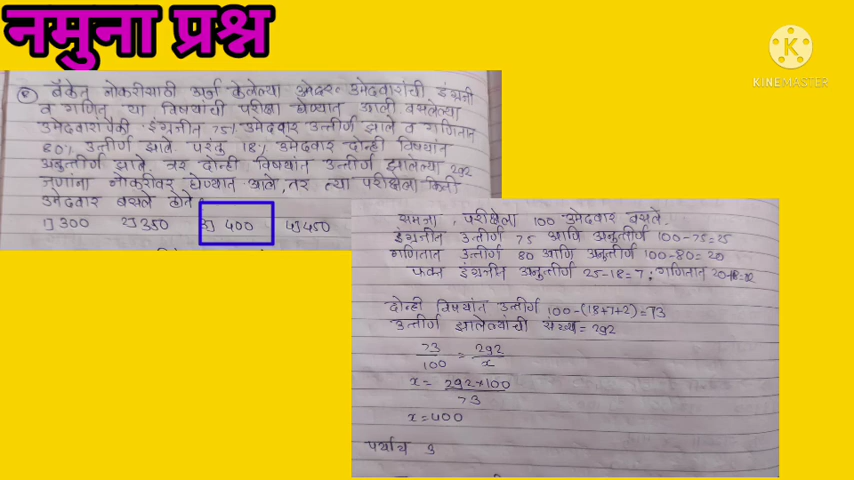 नमुना प्रश्न
K
KINEMASTER
बँकेत नोकरीसाठी अर्ज केलेल्या उमेदवारांची इंग्रजी
व गणित या विषयांची परीक्षा घेण्यात आली बसलेल्या
उमेदवारांपैकी इंग्रजीत 75% उमेदवार उत्तीर्ण झाले व गणितात
80% उत्तीर्ण झाले परंतु 18% उमेदवार दोन्ही विषयांत
अनुत्तीर्ण झाले. जर दोन्ही विषयांत उत्तीर्ण झालेल्या 292
जणांना नोकरीवर घेण्यात आले, तर त्या परीक्षेला किती
उमेदवार बसले होते
1) 300 2) 350 3) 400 4) 450
समजा, परीक्षेला 100 उमेदवार बसले.
इंग्रजीत उत्तीर्ण 75 आणि अनुत्तीर्ण 100-75=25
गणितात उत्तीर्ण 80 आणि अनुत्तीर्ण 100-80=20
फक्त इंग्रजीत अनुत्तीर्ण 25-18=7; गणितात 20-18=2
दोन्ही विषयांत उत्तीर्ण 100-(18+7+2)=73
उत्तीर्ण झालेल्यांची संख्या=292
73/100 = 292/x
x= 292×100/73
x=400
पर्याय 3